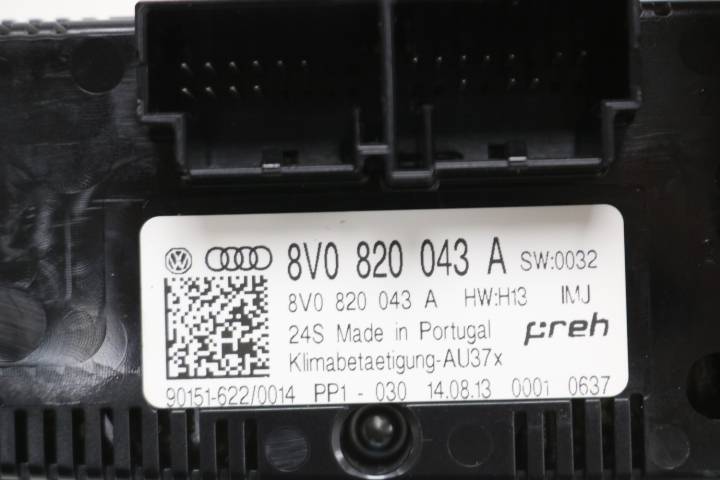 8V0 820 043 A SW:0032
8V0 820 043 A HW:H13 IMJ
24S Made in Portugal preh
Klimabetaetigung-AU37x
90151-622/0014 PP1 - 030 14.08.13 0001 0637